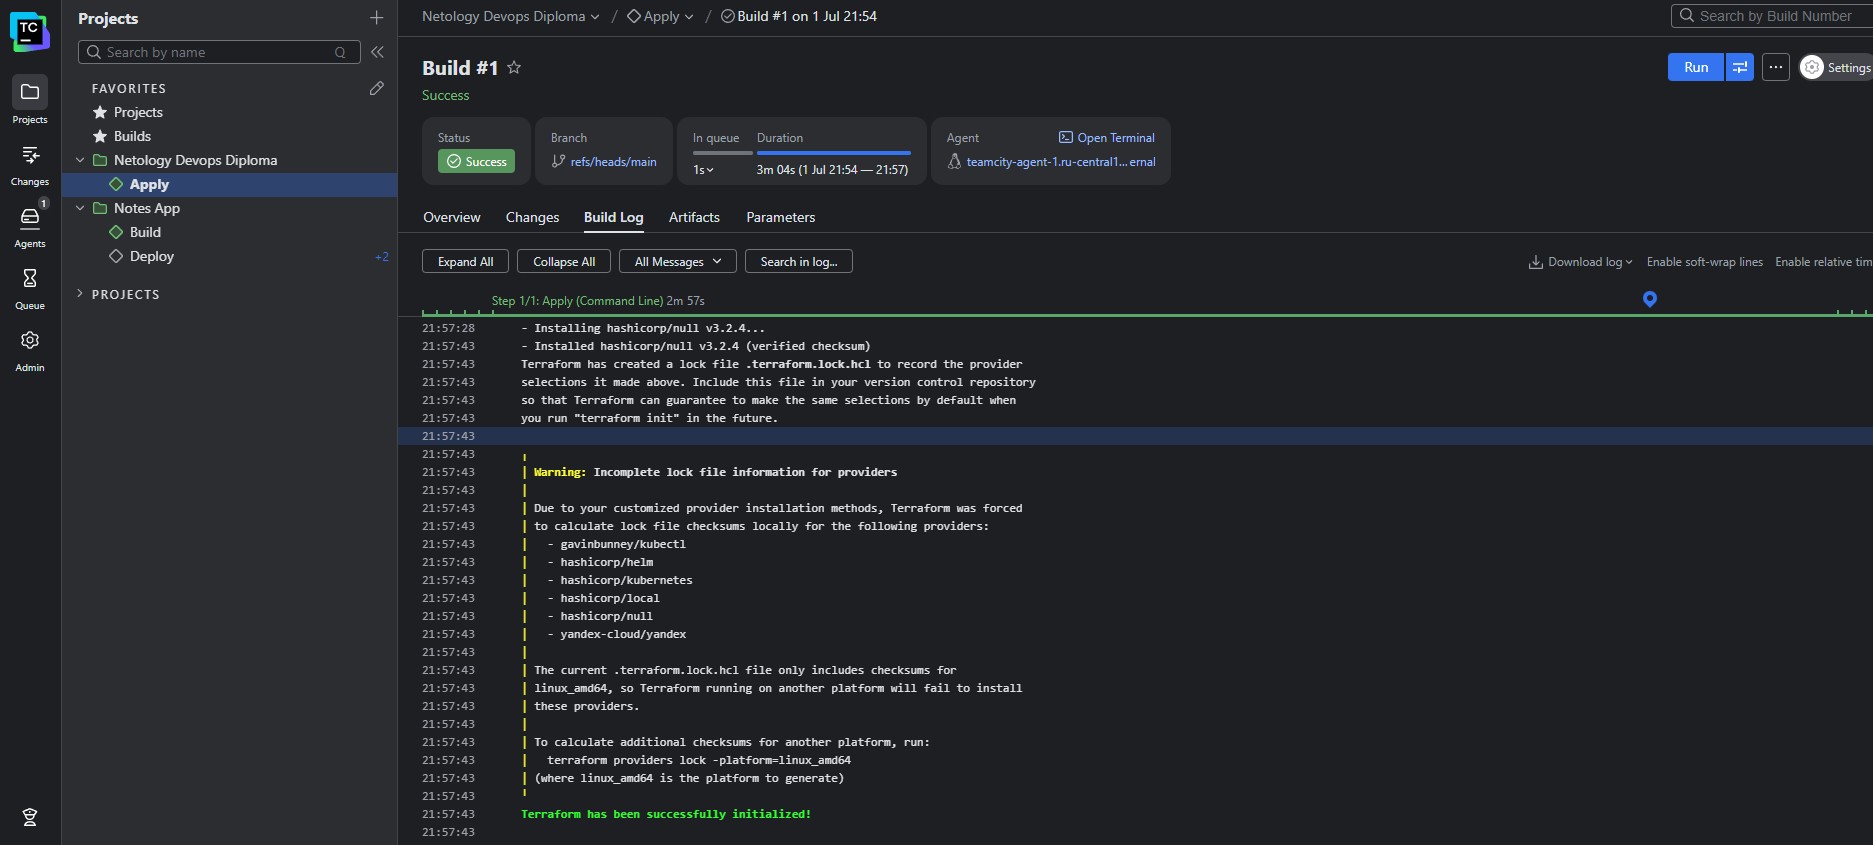 TC
Projects
Search by name
Q
Projects
FAVORITES
Projects
Builds
Netology Devops Diploma
Apply
Notes App
Build
Deploy
+2
PROJECTS
Changes
1
Agents
Queue
Admin
Netology Devops Diploma / Apply / Build #1 on 1 Jul 21:54
Search by Build Number
Build #1
Success
Run
...
Settings
Status
Success
Branch
refs/heads/main
In queue
1s
Duration
3m 04s (1 Jul 21:54 — 21:57)
Agent
Open Terminal
teamcity-agent-1.ru-central1...ernal
Overview Changes Build Log Artifacts Parameters
Expand All Collapse All All Messages Search in log...
Download log Enable soft-wrap lines Enable relative tim
Step 1/1: Apply (Command Line) 2m 57s
21:57:28 - Installing hashicorp/null v3.2.4...
21:57:43 - Installed hashicorp/null v3.2.4 (verified checksum)
21:57:43 Terraform has created a lock file .terraform.lock.hcl to record the provider
21:57:43 selections it made above. Include this file in your version control repository
21:57:43 so that Terraform can guarantee to make the same selections by default when
21:57:43 you run "terraform init" in the future.
21:57:43
21:57:43 ╷
21:57:43 │ Warning: Incomplete lock file information for providers
21:57:43 │
21:57:43 │ Due to your customized provider installation methods, Terraform was forced
21:57:43 │ to calculate lock file checksums locally for the following providers:
21:57:43 │ - gavinbunney/kubectl
21:57:43 │ - hashicorp/helm
21:57:43 │ - hashicorp/kubernetes
21:57:43 │ - hashicorp/local
21:57:43 │ - hashicorp/null
21:57:43 │ - yandex-cloud/yandex
21:57:43 │
21:57:43 │ The current .terraform.lock.hcl file only includes checksums for
21:57:43 │ linux_amd64, so Terraform running on another platform will fail to install
21:57:43 │ these providers.
21:57:43 │
21:57:43 │ To calculate additional checksums for another platform, run:
21:57:43 │ terraform providers lock -platform=linux_amd64
21:57:43 │ (where linux_amd64 is the platform to generate)
21:57:43 ╵
21:57:43 Terraform has been successfully initialized!
21:57:43